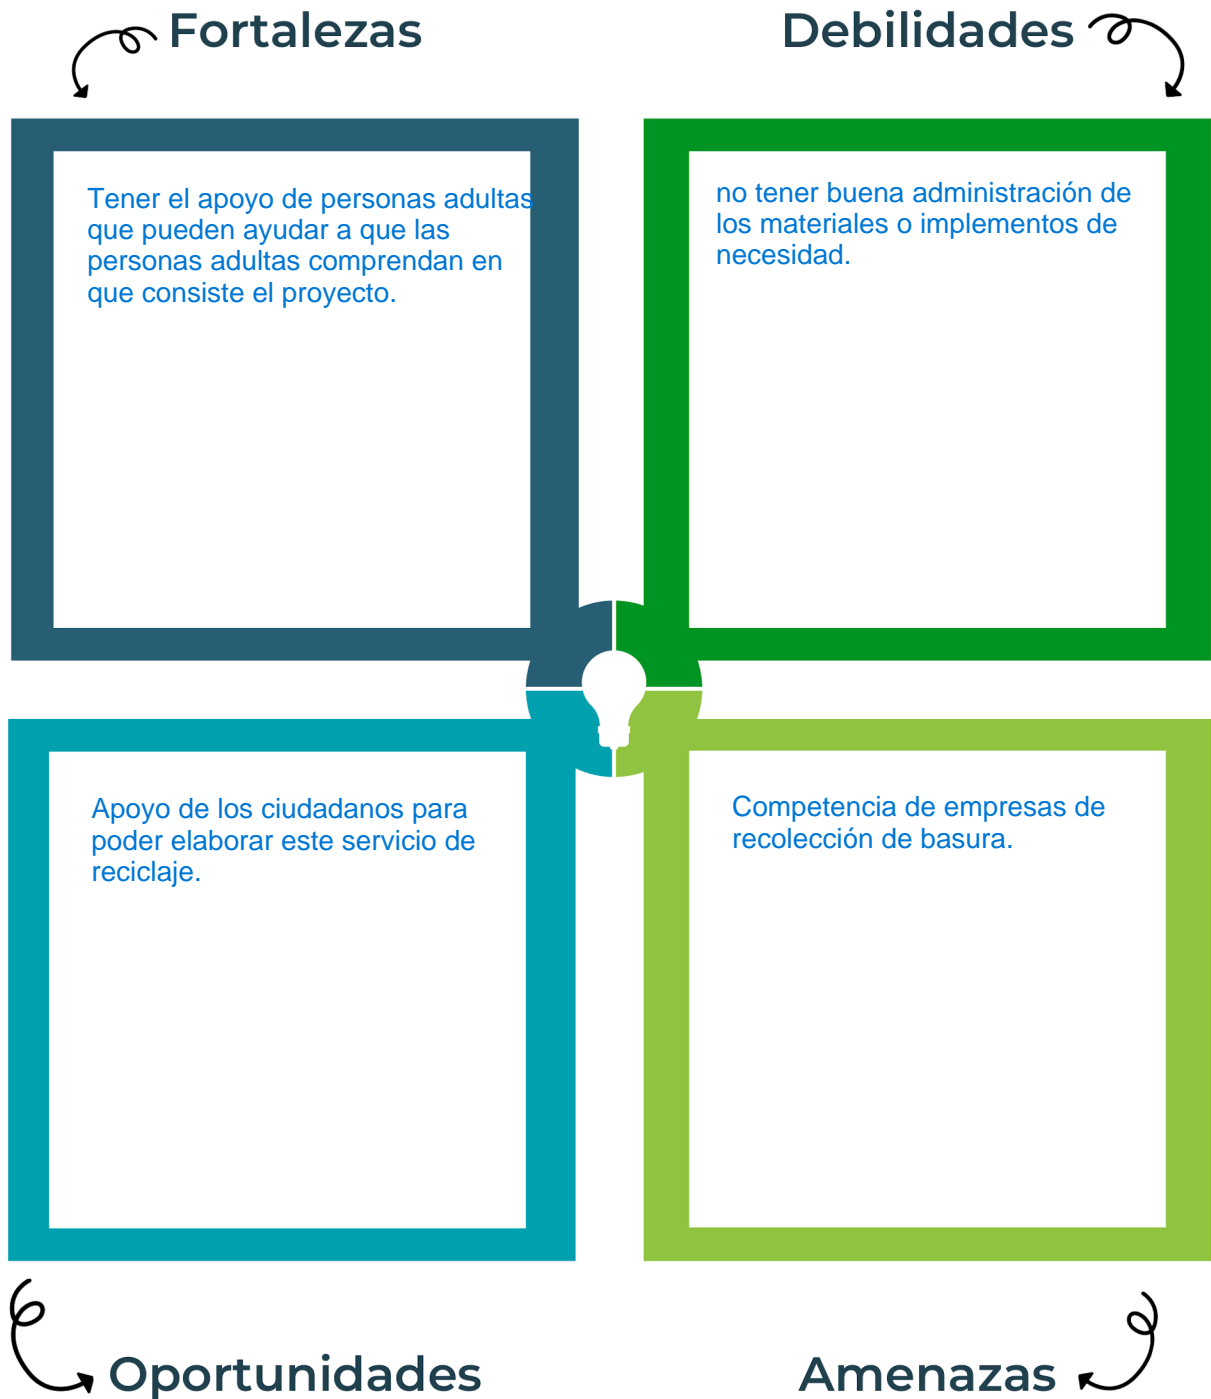 Fortalezas
Debilidades
Tener el apoyo de personas adultas
que pueden ayudar a que las
personas adultas comprendan en
que consiste el proyecto.
no tener buena administración de
los materiales o implementos de
necesidad.
Apoyo de los ciudadanos para
poder elaborar este servicio de
reciclaje.
Competencia de empresas de
recolección de basura.
Oportunidades
Amenazas